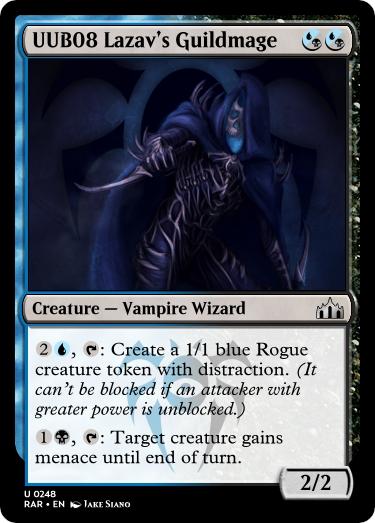 UUB08 Lazav's Guildmage
Creature — Vampire Wizard
2 , : Create a 1/1 blue Rogue
creature token with distraction. (It
can't be blocked if an attacker with
greater power is unblocked.)
1 , : Target creature gains
menace until end of turn.
2/2
U 0248
RAR • EN Jake Siano